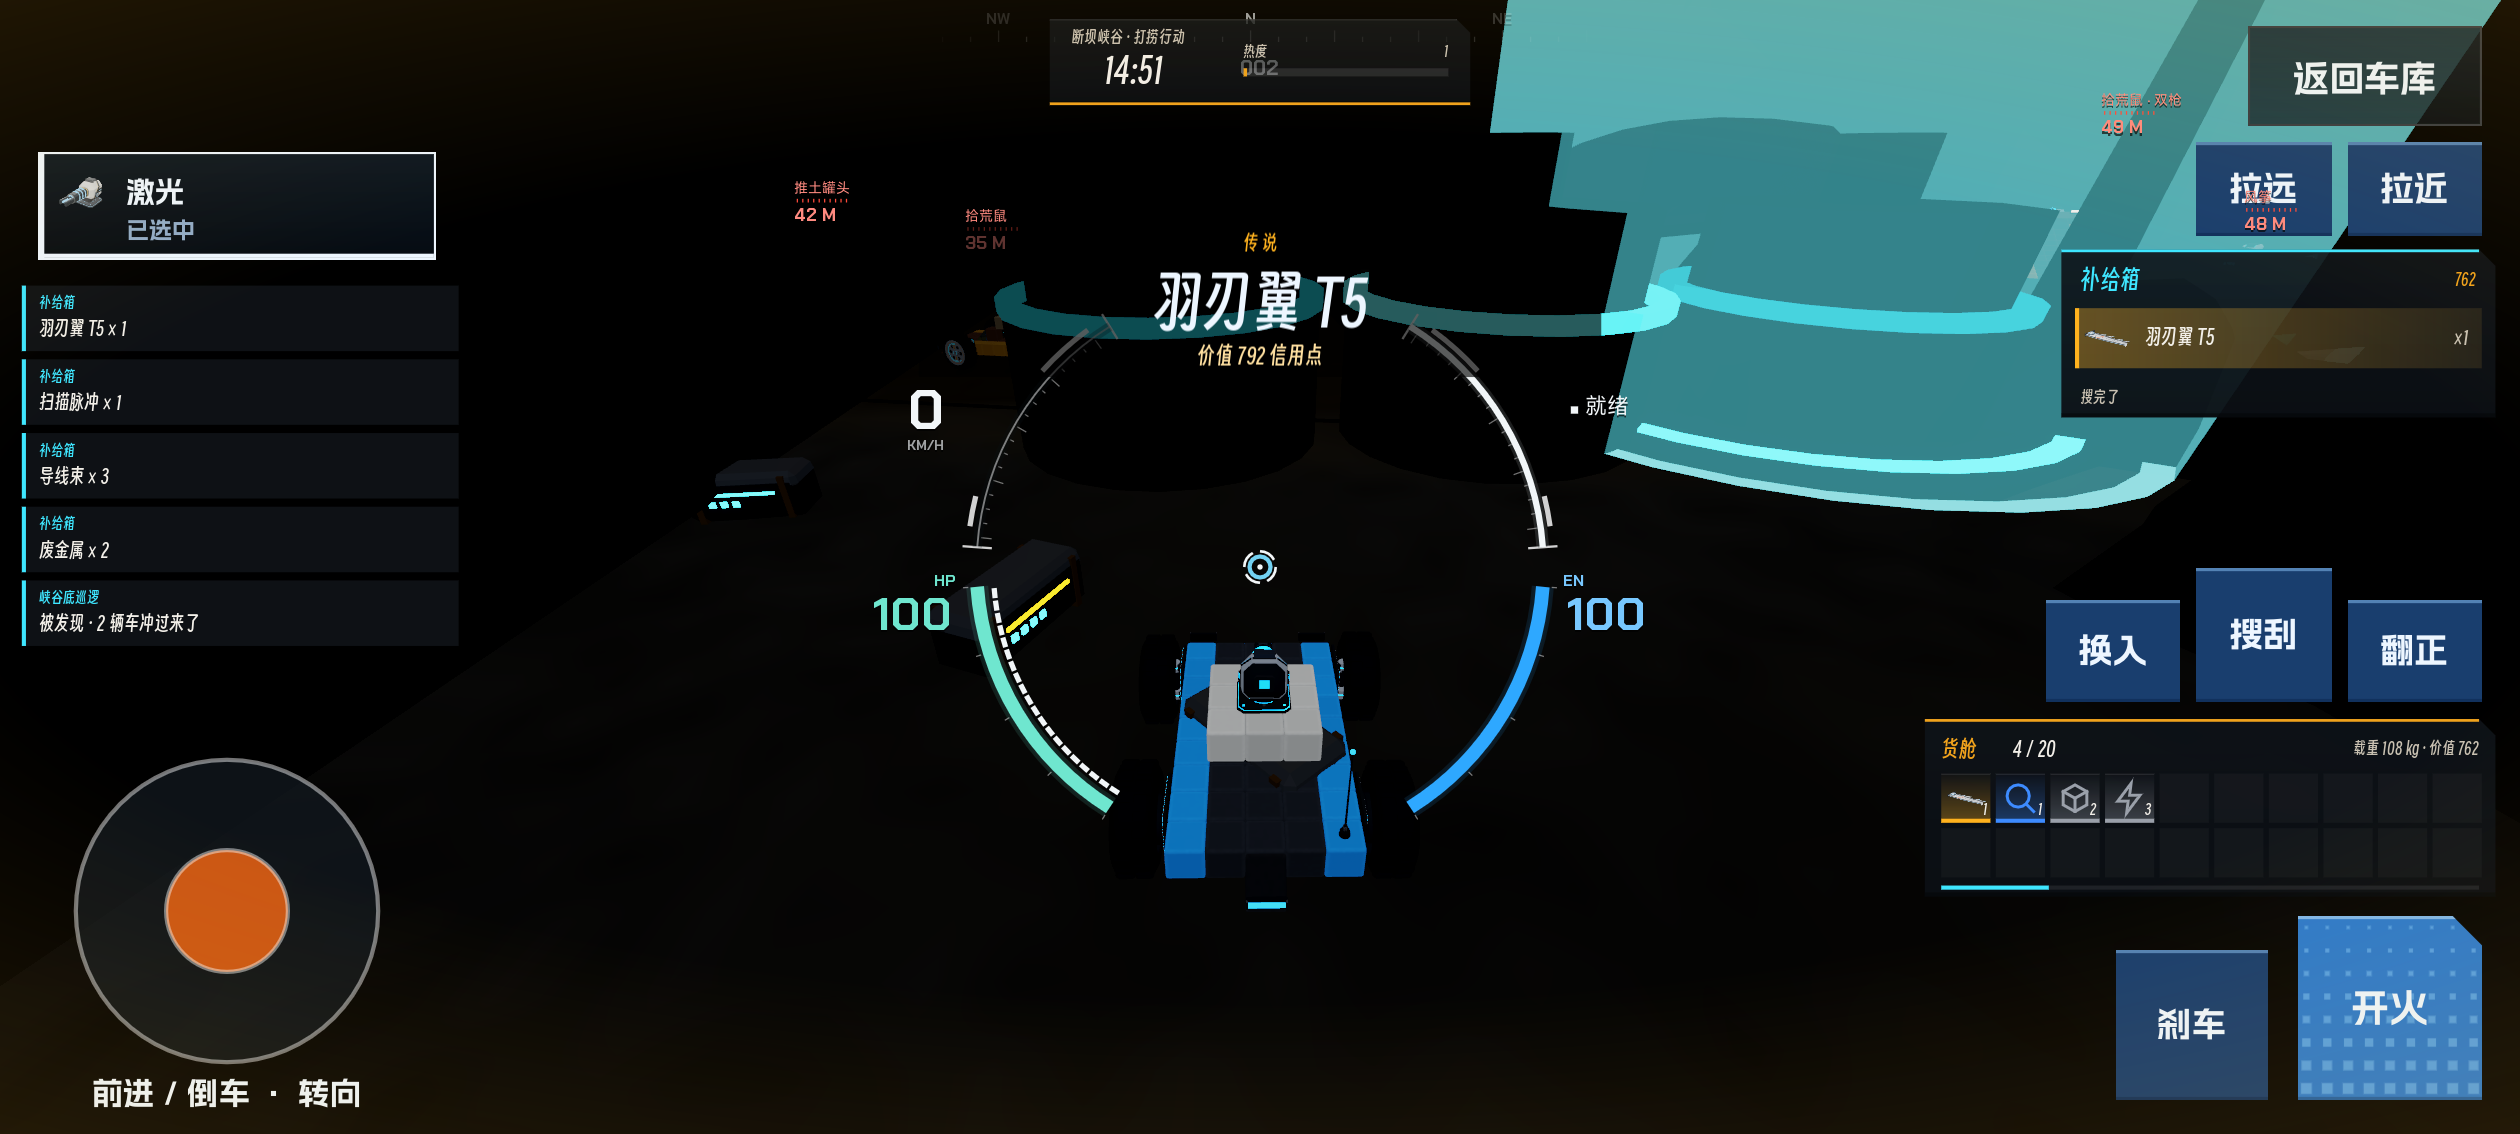 NW
N
NE
断坝峡谷 · 打捞行动
14:51
热度
1
002
返回车库
拾荒鼠 · 双枪
49 M
拉远
拉近
48 M
激光
已选中
推土罐头
42 M
拾荒鼠
35 M
传说
羽刃翼 T5
价值 792 信用点
补给箱
762
羽刃翼 T5
x1
搜完了
补给箱
羽刃翼 T5 x 1
补给箱
扫描脉冲 x 1
补给箱
导线束 x 3
补给箱
废金属 x 2
峡谷底巡逻
被发现 · 2 辆车冲过来了
0
KM/H
就绪
HP
100
EN
100
换入
搜刮
翻正
货舱
4 / 20
载重 108 kg · 价值 762
1
1
2
3
刹车
开火
前进 / 倒车 · 转向